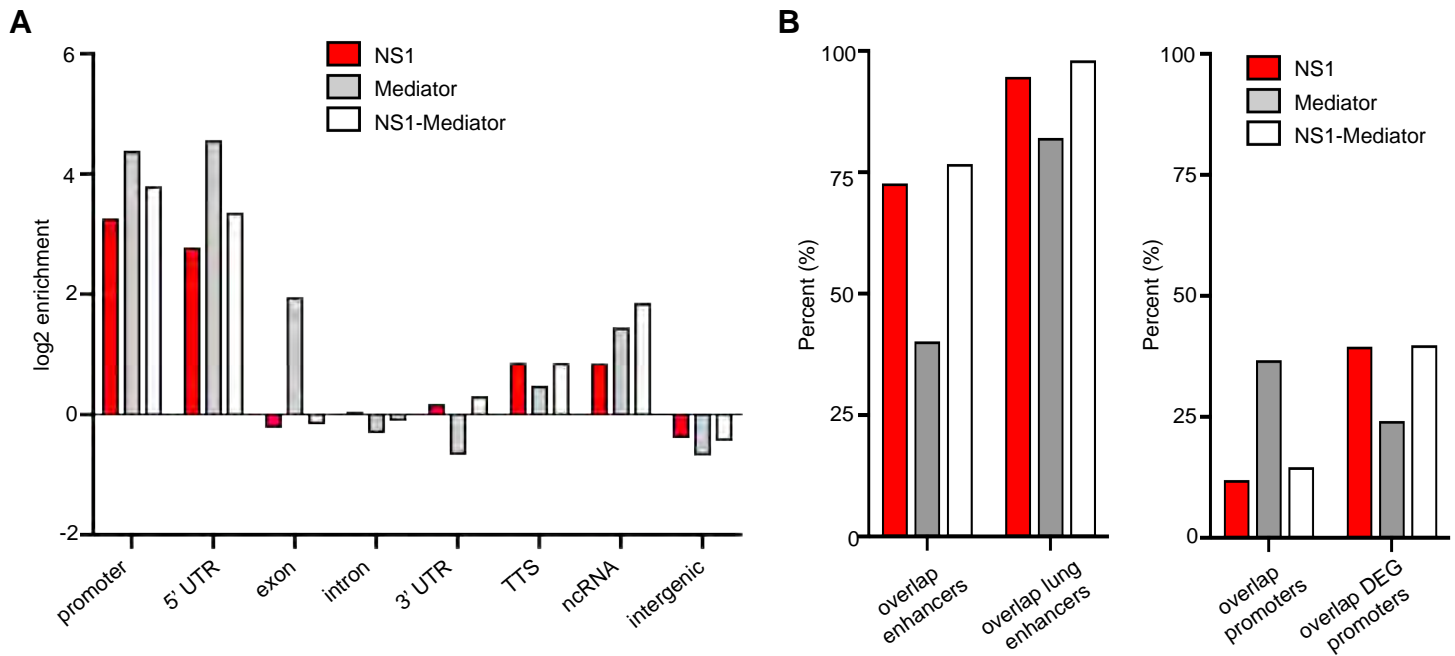 A
6
4
2
0
-2
log2 enrichment
NS1
Mediator
NS1-Mediator
promoter
5' UTR
exon
intron
3' UTR
TTS
ncRNA
intergenic
B
100
75
50
25
0
Percent (%)
overlap
enhancers
overlap lung
enhancers
100
75
50
25
0
Percent (%)
NS1
Mediator
NS1-Mediator
overlap
promoters
overlap DEG
promoters